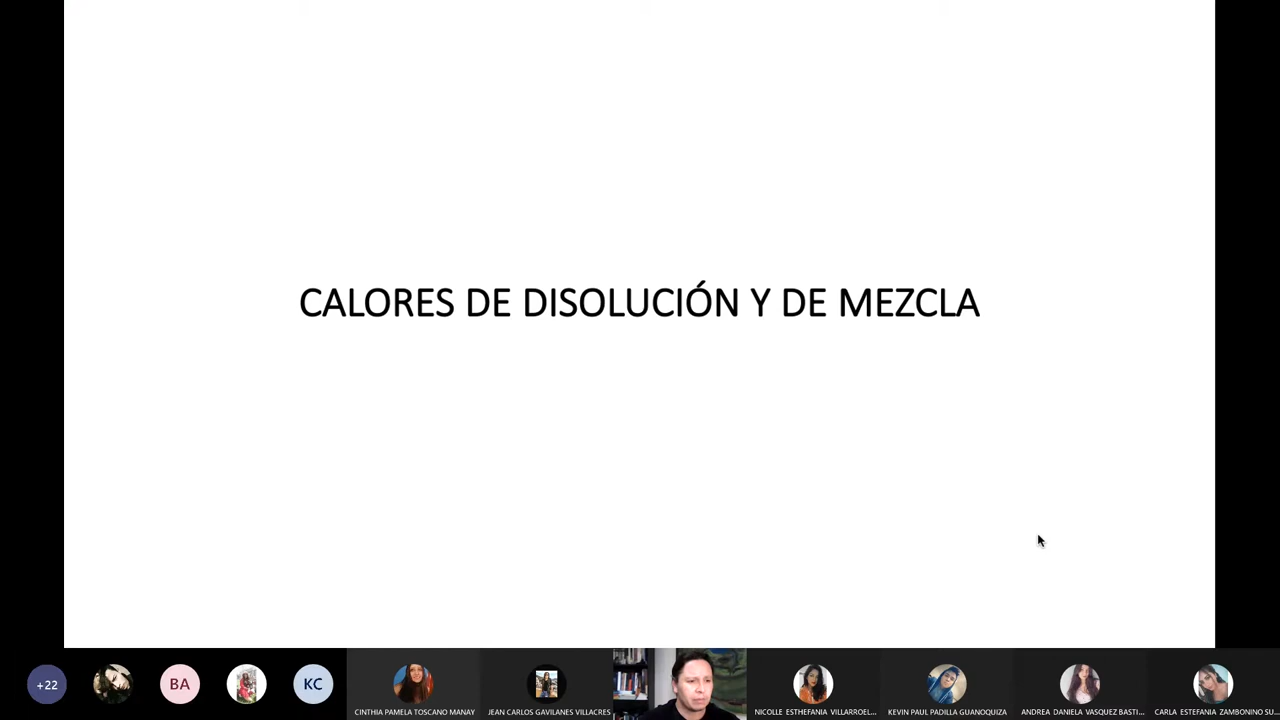 CALORES DE DISOLUCIÓN Y DE MEZCLA
+22
BA
KC
CINTHIA PAMELA TOSCANO MANAY
JEAN CARLOS GAVILANES VILLACRES
NICOLLE ESTHEFANIA VILLARROEL...
KEVIN PAUL PADILLA GUANOQUIZA
ANDREA DANIELA VASQUEZ BASTI...
CARLA ESTEFANIA ZAMBONINO SU...